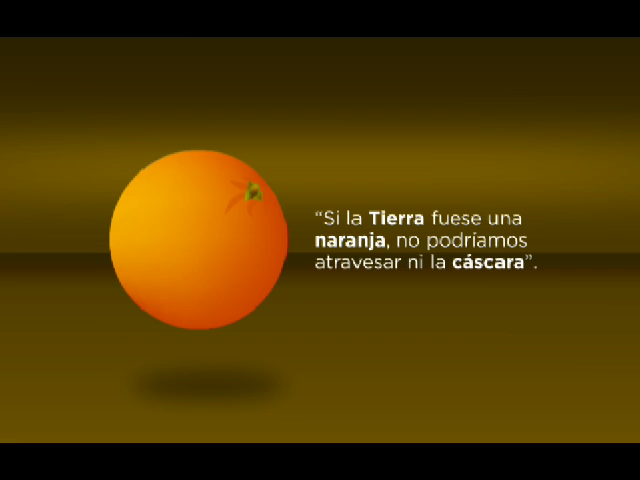 “Si la Tierra fuese una
naranja, no podríamos
atravesar ni la cáscara”.